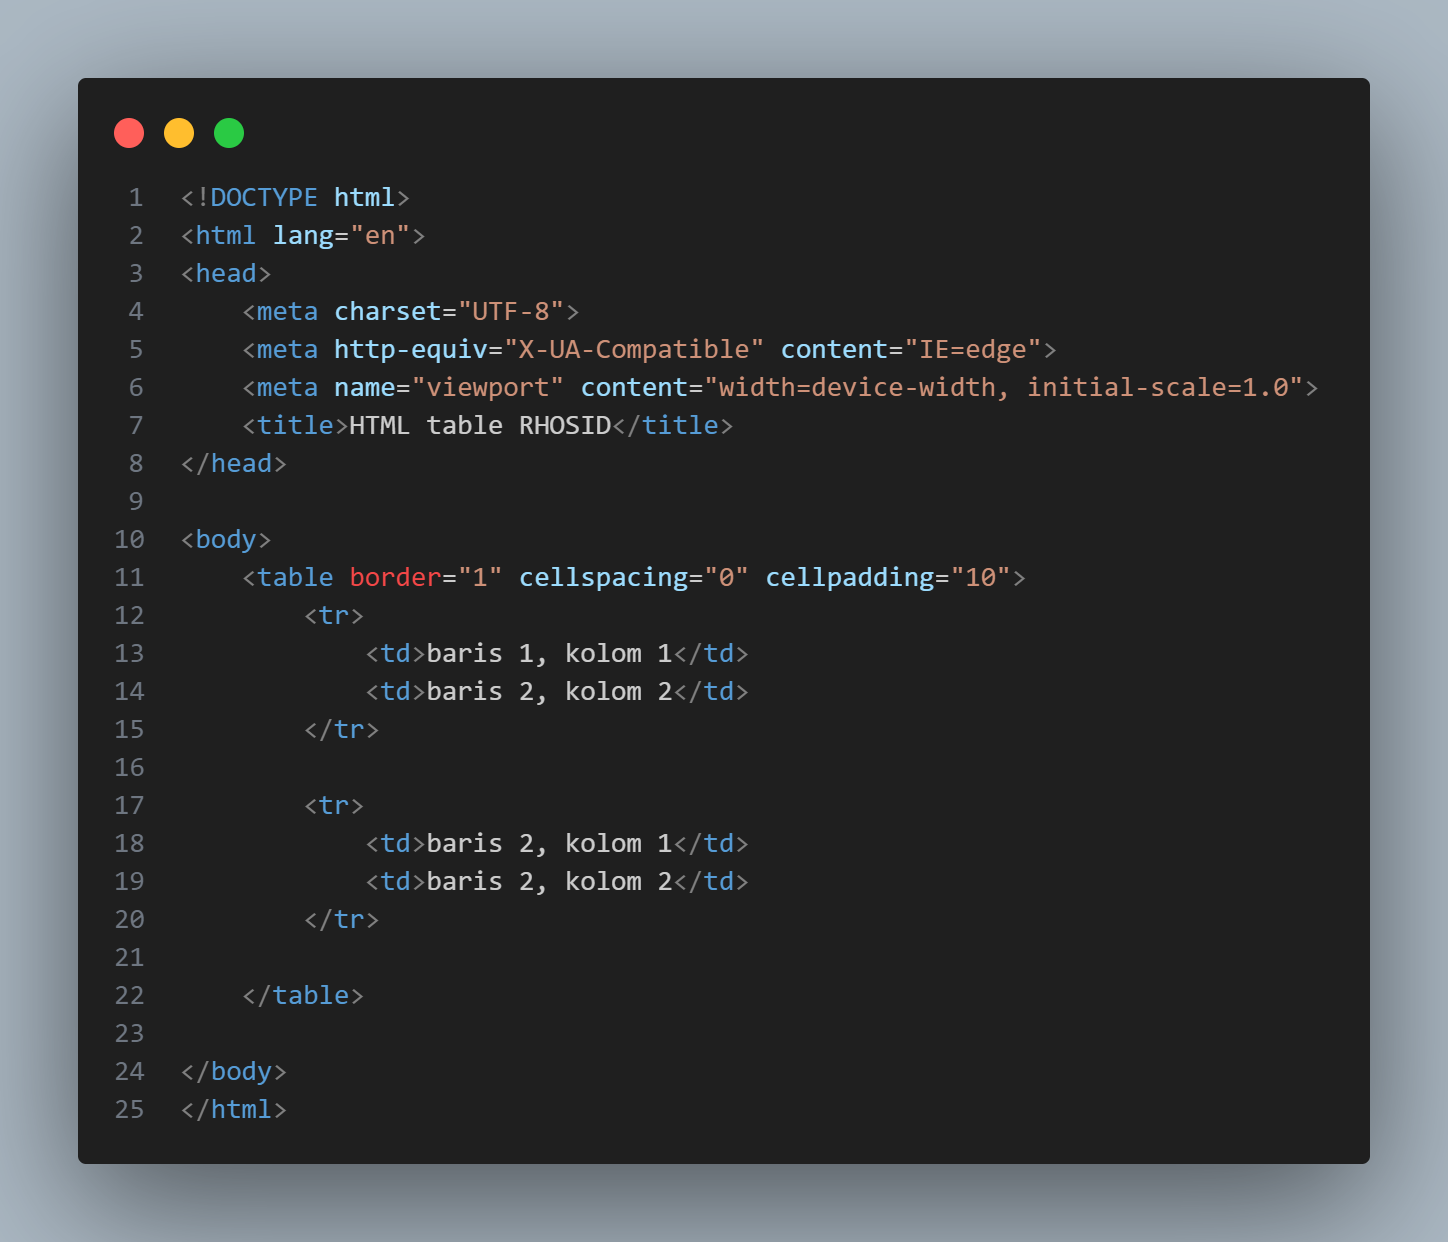 1 <!DOCTYPE html>
2 <html lang="en">
3 <head>
4     <meta charset="UTF-8">
5     <meta http-equiv="X-UA-Compatible" content="IE=edge">
6     <meta name="viewport" content="width=device-width, initial-scale=1.0">
7     <title>HTML table RHOSID</title>
8 </head>
9
10 <body>
11     <table border="1" cellspacing="0" cellpadding="10">
12         <tr>
13             <td>baris 1, kolom 1</td>
14             <td>baris 2, kolom 2</td>
15         </tr>
16
17         <tr>
18             <td>baris 2, kolom 1</td>
19             <td>baris 2, kolom 2</td>
20         </tr>
21
22     </table>
23
24 </body>
25 </html>